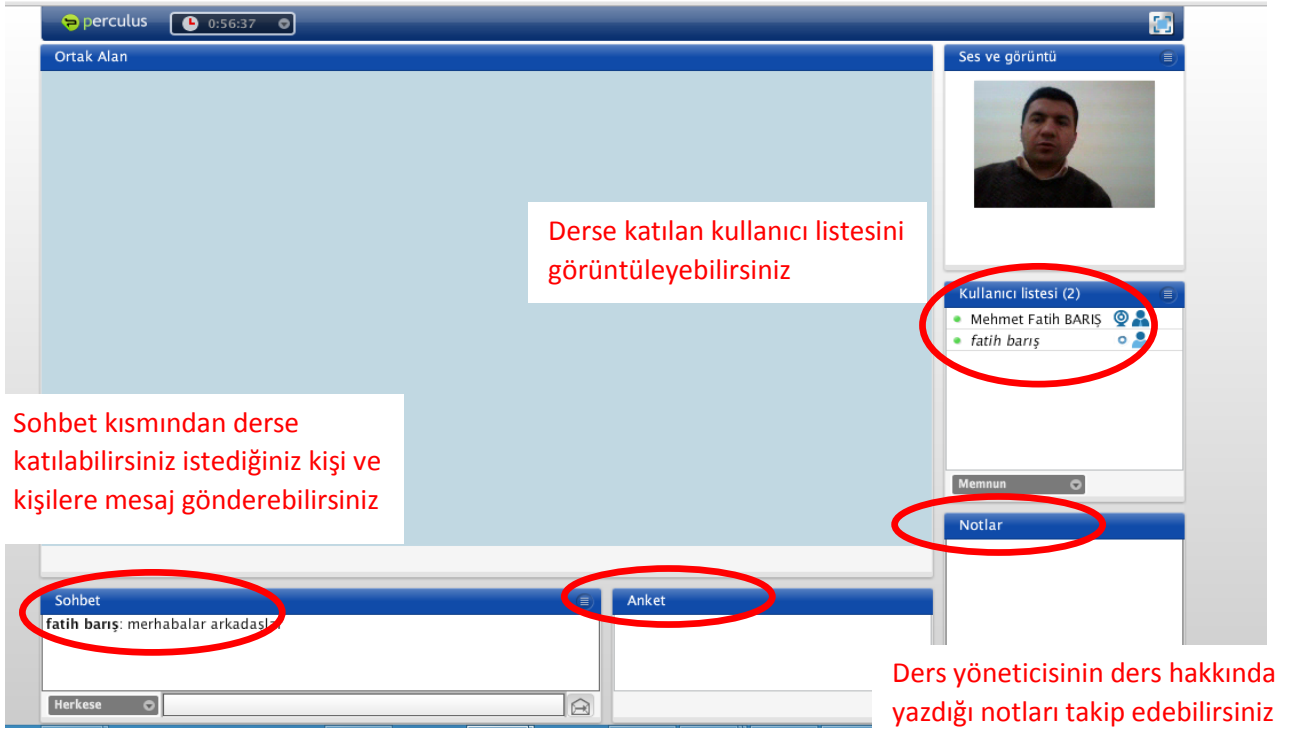 perculus
0:56:37
Ortak Alan
Ses ve görüntü
Derse katılan kullanıcı listesini
görüntüleyebilirsiniz
Kullanıcı listesi (2)
Mehmet Fatih BARIŞ
fatih barış
Sohbet kısmından derse
katılabilirsiniz istediğiniz kişi ve
kişilere mesaj gönderebilirsiniz
Memnun
Notlar
Sohbet
Anket
fatih barış: merhabalar arkadaşlar
Herkese
Ders yöneticisinin ders hakkında
yazdığı notları takip edebilirsiniz